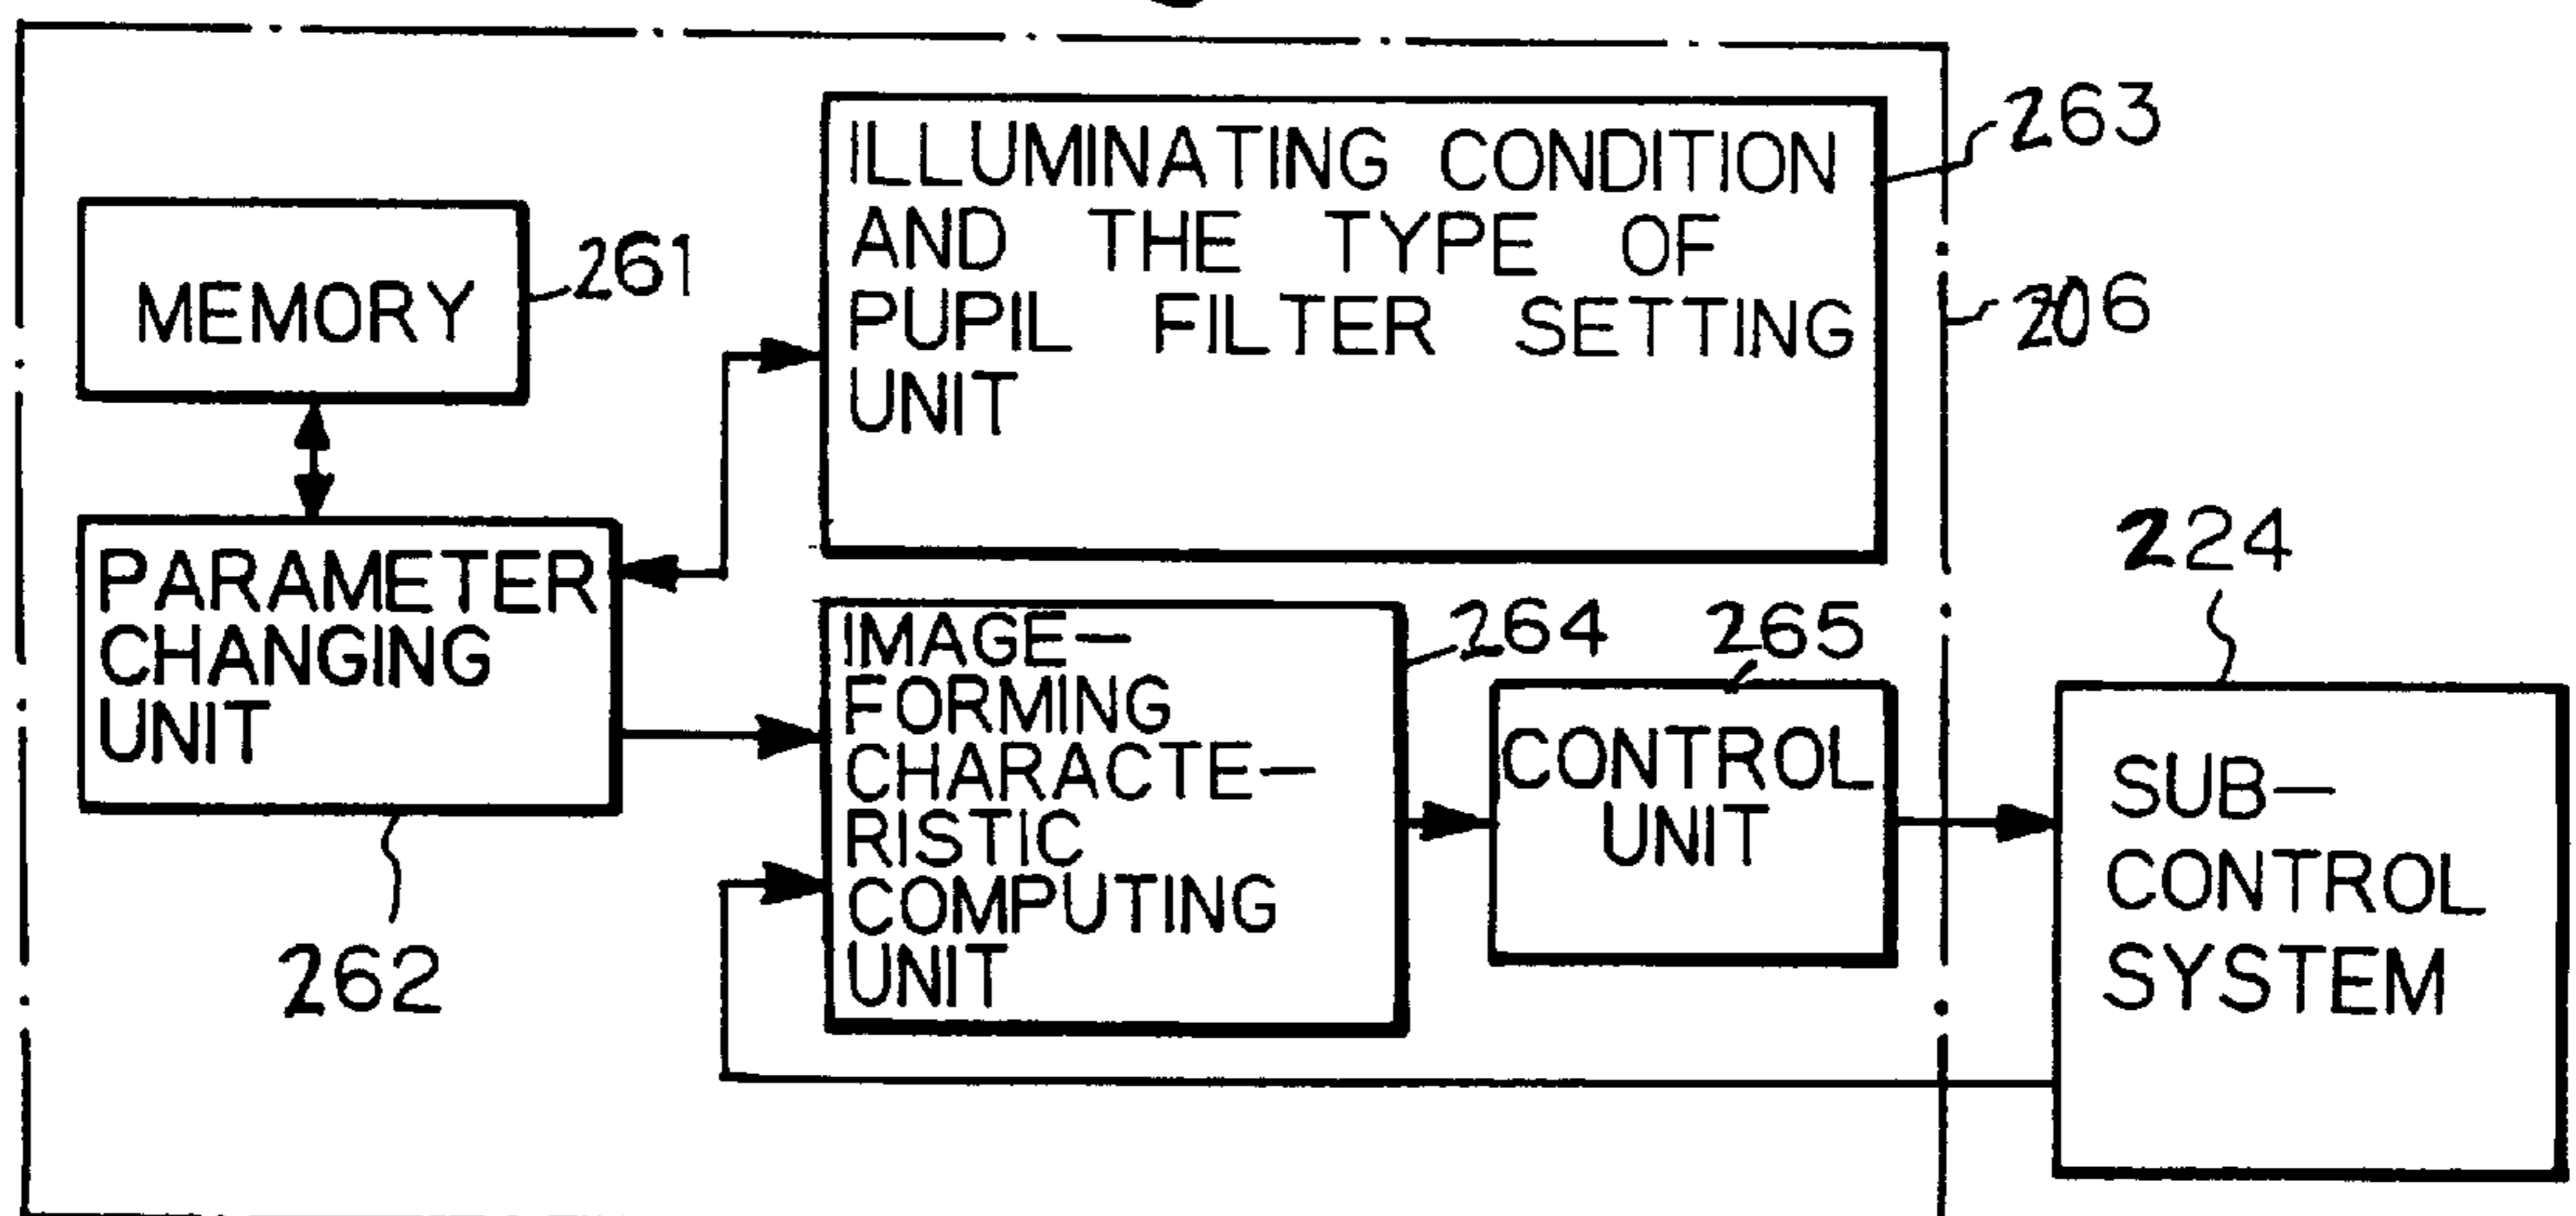 263
ILLUMINATING CONDITION
AND THE TYPE OF
PUPIL FILTER SETTING
UNIT
206
MEMORY
261
PARAMETER
CHANGING
UNIT
262
IMAGE-
FORMING
CHARACTE-
RISTIC
COMPUTING
UNIT
264
265
CONTROL
UNIT
224
SUB-
CONTROL
SYSTEM